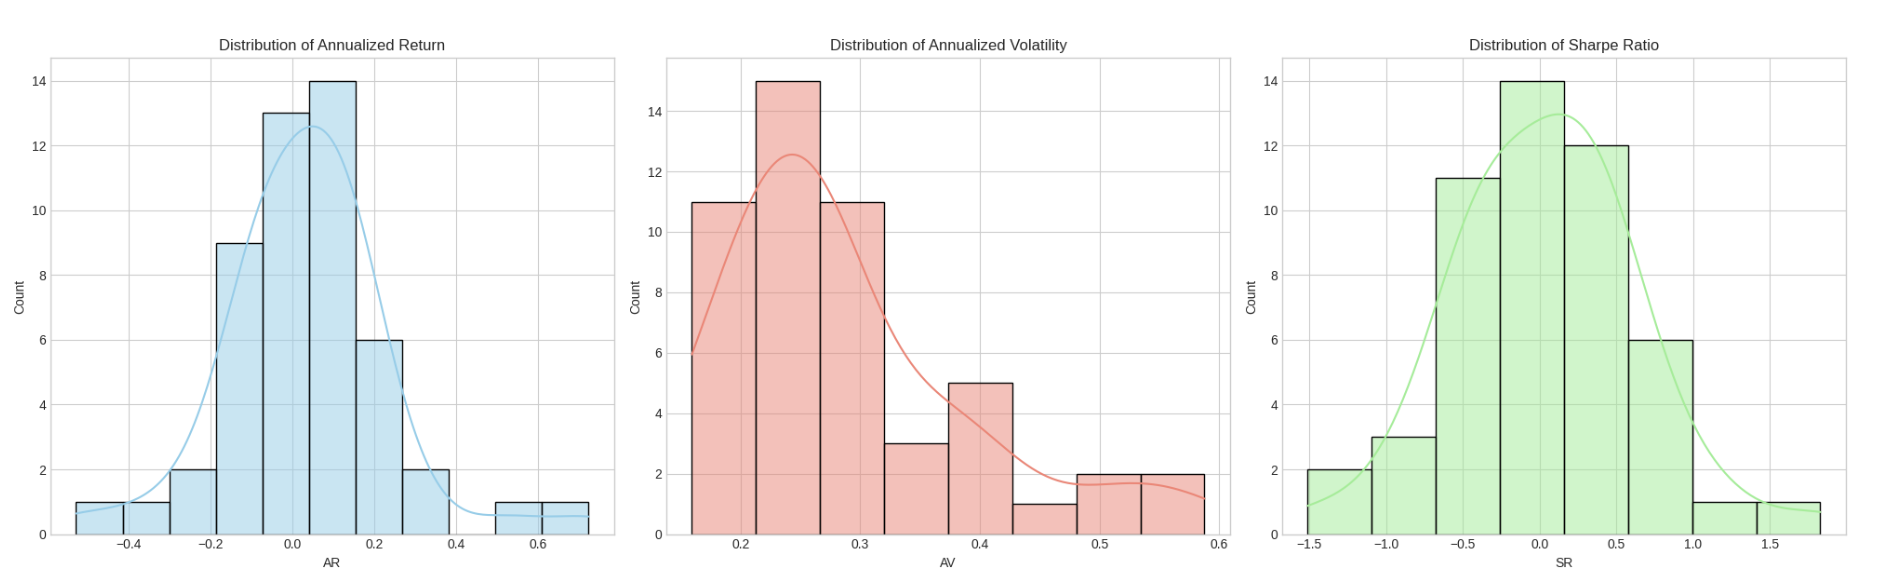 Distribution of Annualized Return
Count
14
12
10
8
6
4
2
0
−0.4 −0.2 0.0 0.2 0.4 0.6
AR
Distribution of Annualized Volatility
Count
14
12
10
8
6
4
2
0
0.2 0.3 0.4 0.5 0.6
AV
Distribution of Sharpe Ratio
Count
14
12
10
8
6
4
2
0
−1.5 −1.0 −0.5 0.0 0.5 1.0 1.5
SR